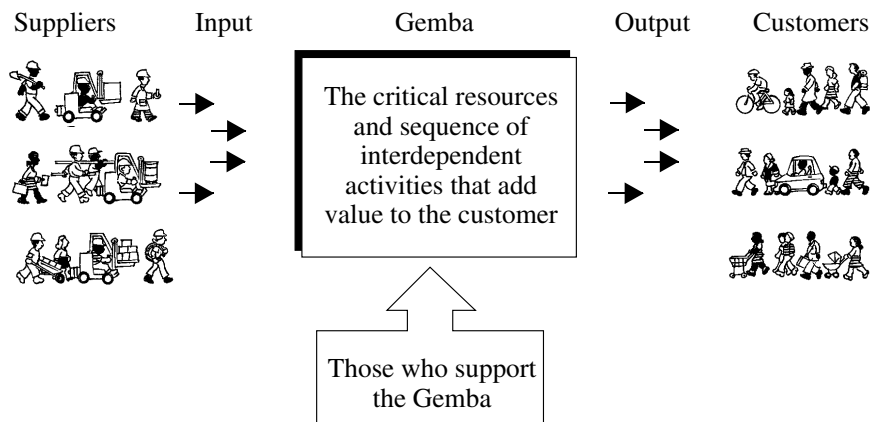 Suppliers Input Gemba Output Customers
The critical resources
and sequence of
interdependent
activities that add
value to the customer
Those who support
the Gemba